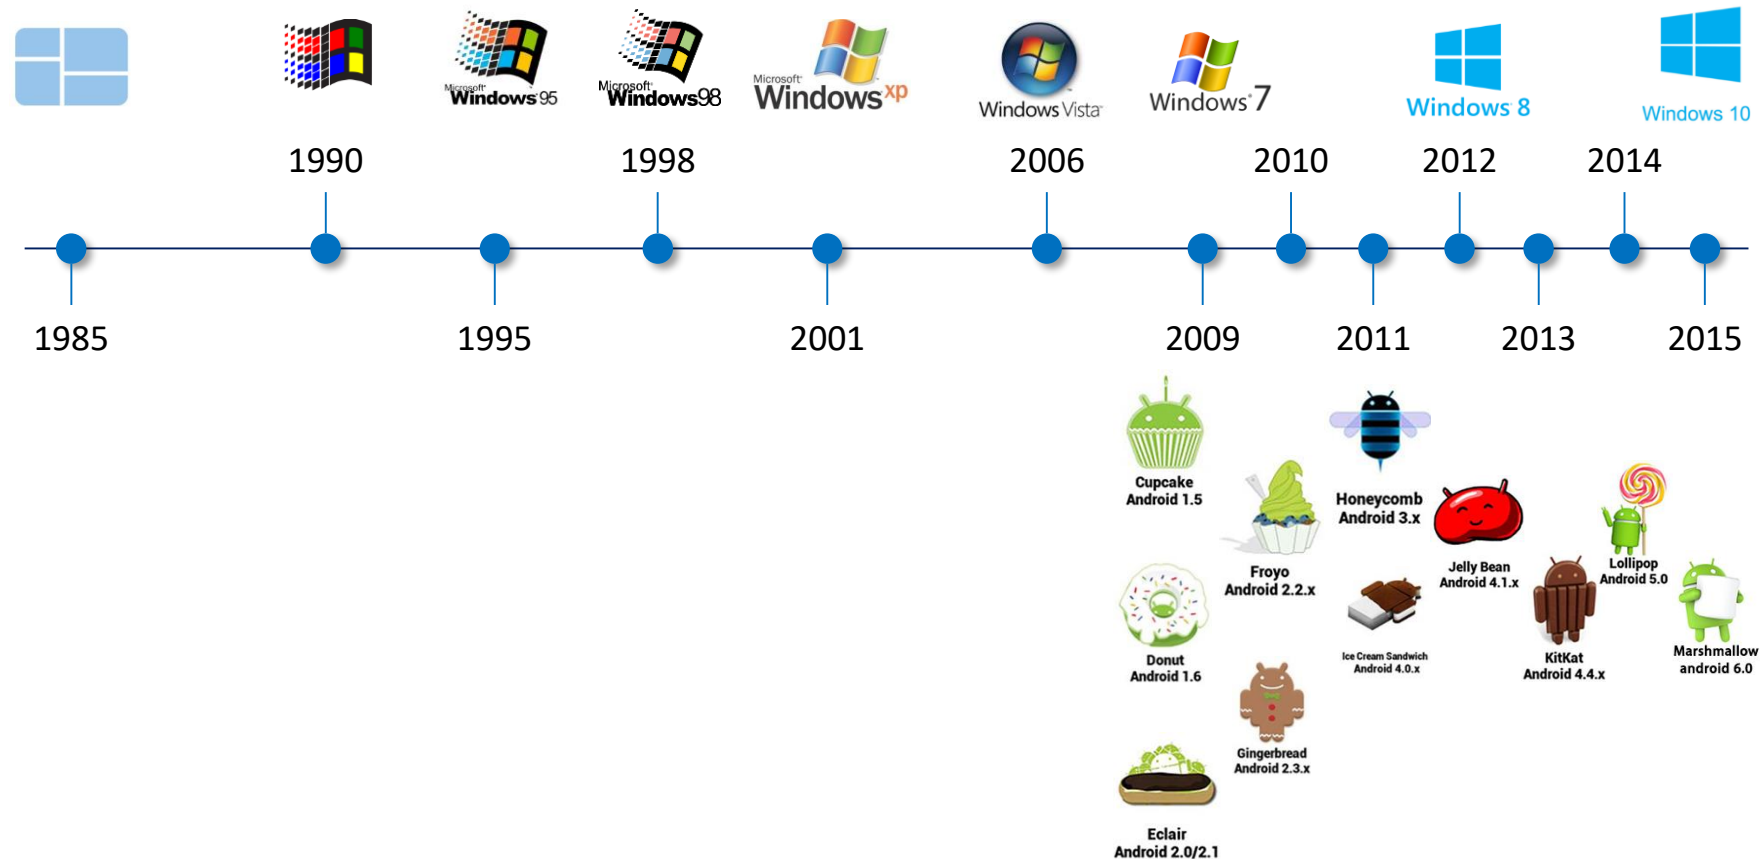 Microsoft
Windows 95
Microsoft
Windows 98
Microsoft
Windows xp
Windows Vista
Windows 7
Windows 8
Windows 10
1990
1998
2006
2010
2012
2014
1985
1995
2001
2009
2011
2013
2015
Cupcake
Android 1.5
Honeycomb
Android 3.x
Froyo
Android 2.2.x
Jelly Bean
Android 4.1.x
Lollipop
Android 5.0
Donut
Android 1.6
Ice Cream Sandwich
Android 4.0.x
KitKat
Android 4.4.x
Marshmallow
android 6.0
Gingerbread
Android 2.3.x
Eclair
Android 2.0/2.1